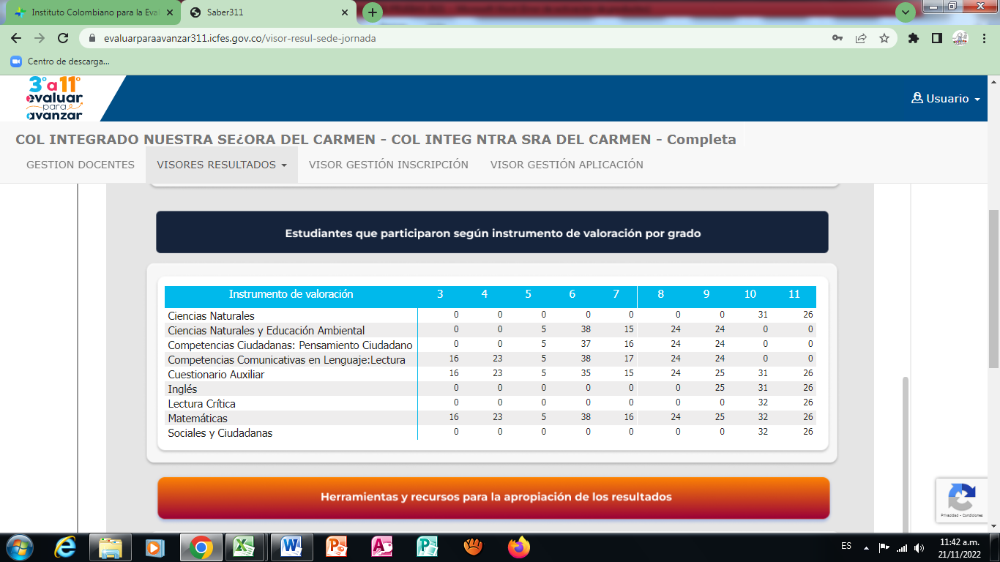 Instituto Colombiano para la Eva
Saber311
evaluarparaavanzar311.icfes.gov.co/visor-resul-sede-jornada
Centro de descarga...
3° a 11°
evaluar
para
avanzar
Usuario
COL INTEGRADO NUESTRA SE¿ORA DEL CARMEN - COL INTEG NTRA SRA DEL CARMEN - Completa
GESTION DOCENTES VISORES RESULTADOS VISOR GESTIÓN INSCRIPCIÓN VISOR GESTIÓN APLICACIÓN
Estudiantes que participaron según instrumento de valoración por grado
Instrumento de valoración 3 4 5 6 7 8 9 10 11
Ciencias Naturales 0 0 0 0 0 0 0 31 26
Ciencias Naturales y Educación Ambiental 0 0 5 38 15 24 24 0 0
Competencias Ciudadanas: Pensamiento Ciudadano 0 0 5 37 16 24 24 0 0
Competencias Comunicativas en Lenguaje:Lectura 16 23 5 38 17 24 24 0 0
Cuestionario Auxiliar 16 23 5 35 15 24 25 31 26
Inglés 0 0 0 0 0 0 25 31 26
Lectura Crítica 0 0 0 0 0 0 0 32 26
Matemáticas 16 23 5 38 16 24 25 32 26
Sociales y Ciudadanas 0 0 0 0 0 0 0 32 26
Herramientas y recursos para la apropiación de los resultados
Privacidad - Condiciones
ES
11:42 a.m.
21/11/2022